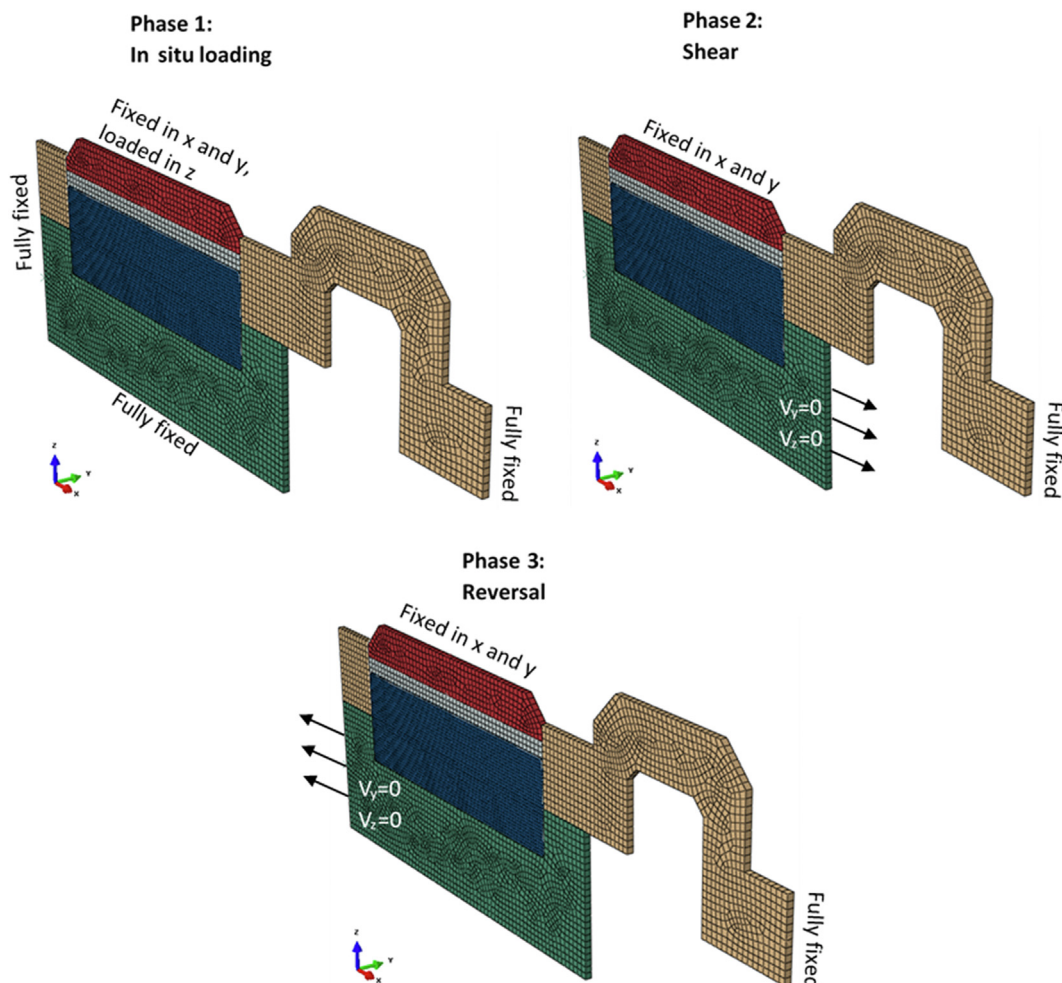 Phase 1:
In situ loading
Fixed in x and y,
loaded in z
Fully fixed
Fully fixed
Fully fixed
z
Y
X
Phase 2:
Shear
Fixed in x and y
Vy=0
Vz=0
Fully fixed
z
Y
X
Phase 3:
Reversal
Fixed in x and y
Vy=0
Vz=0
Fully fixed
z
Y
X